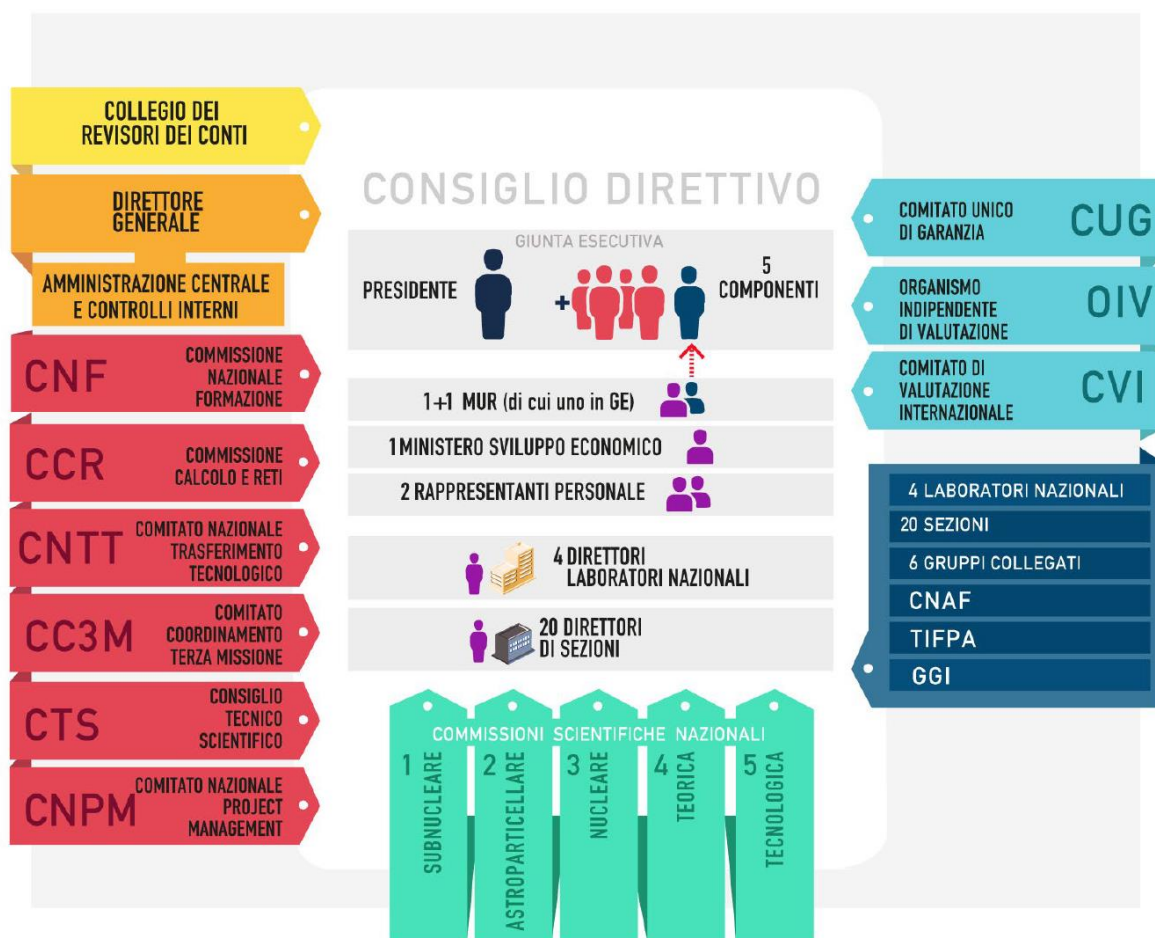 COLLEGIO DEI
REVISORI DEI CONTI
DIRETTORE
GENERALE
AMMINISTRAZIONE CENTRALE
E CONTROLLI INTERNI
CNF
COMMISSIONE
NAZIONALE
FORMAZIONE
CCR
COMMISSIONE
CALCOLO E RETI
CNTT
COMITATO NAZIONALE
TRASFERIMENTO
TECNOLOGICO
CC3M
COMITATO
COORDINAMENTO
TERZA MISSIONE
CTS
CONSIGLIO
TECNICO
SCIENTIFICO
CNPM
COMITATO NAZIONALE
PROJECT
MANAGEMENT
CONSIGLIO DIRETTIVO
GIUNTA ESECUTIVA
PRESIDENTE
+
5
COMPONENTI
1+1 MUR (di cui uno in GE)
1 MINISTERO SVILUPPO ECONOMICO
2 RAPPRESENTANTI PERSONALE
4 DIRETTORI
LABORATORI NAZIONALI
20 DIRETTORI
DI SEZIONI
COMMISSIONI SCIENTIFICHE NAZIONALI
1 SUBNUCLEARE
2 ASTROPARTICELLARE
3 NUCLEARE
4 TEORICA
5 TECNOLOGICA
COMITATO UNICO
DI GARANZIA
CUG
ORGANISMO
INDIPENDENTE
DI VALUTAZIONE
OIV
COMITATO DI
VALUTAZIONE
INTERNAZIONALE
CVI
4 LABORATORI NAZIONALI
20 SEZIONI
6 GRUPPI COLLEGATI
CNAF
TIFPA
GGI